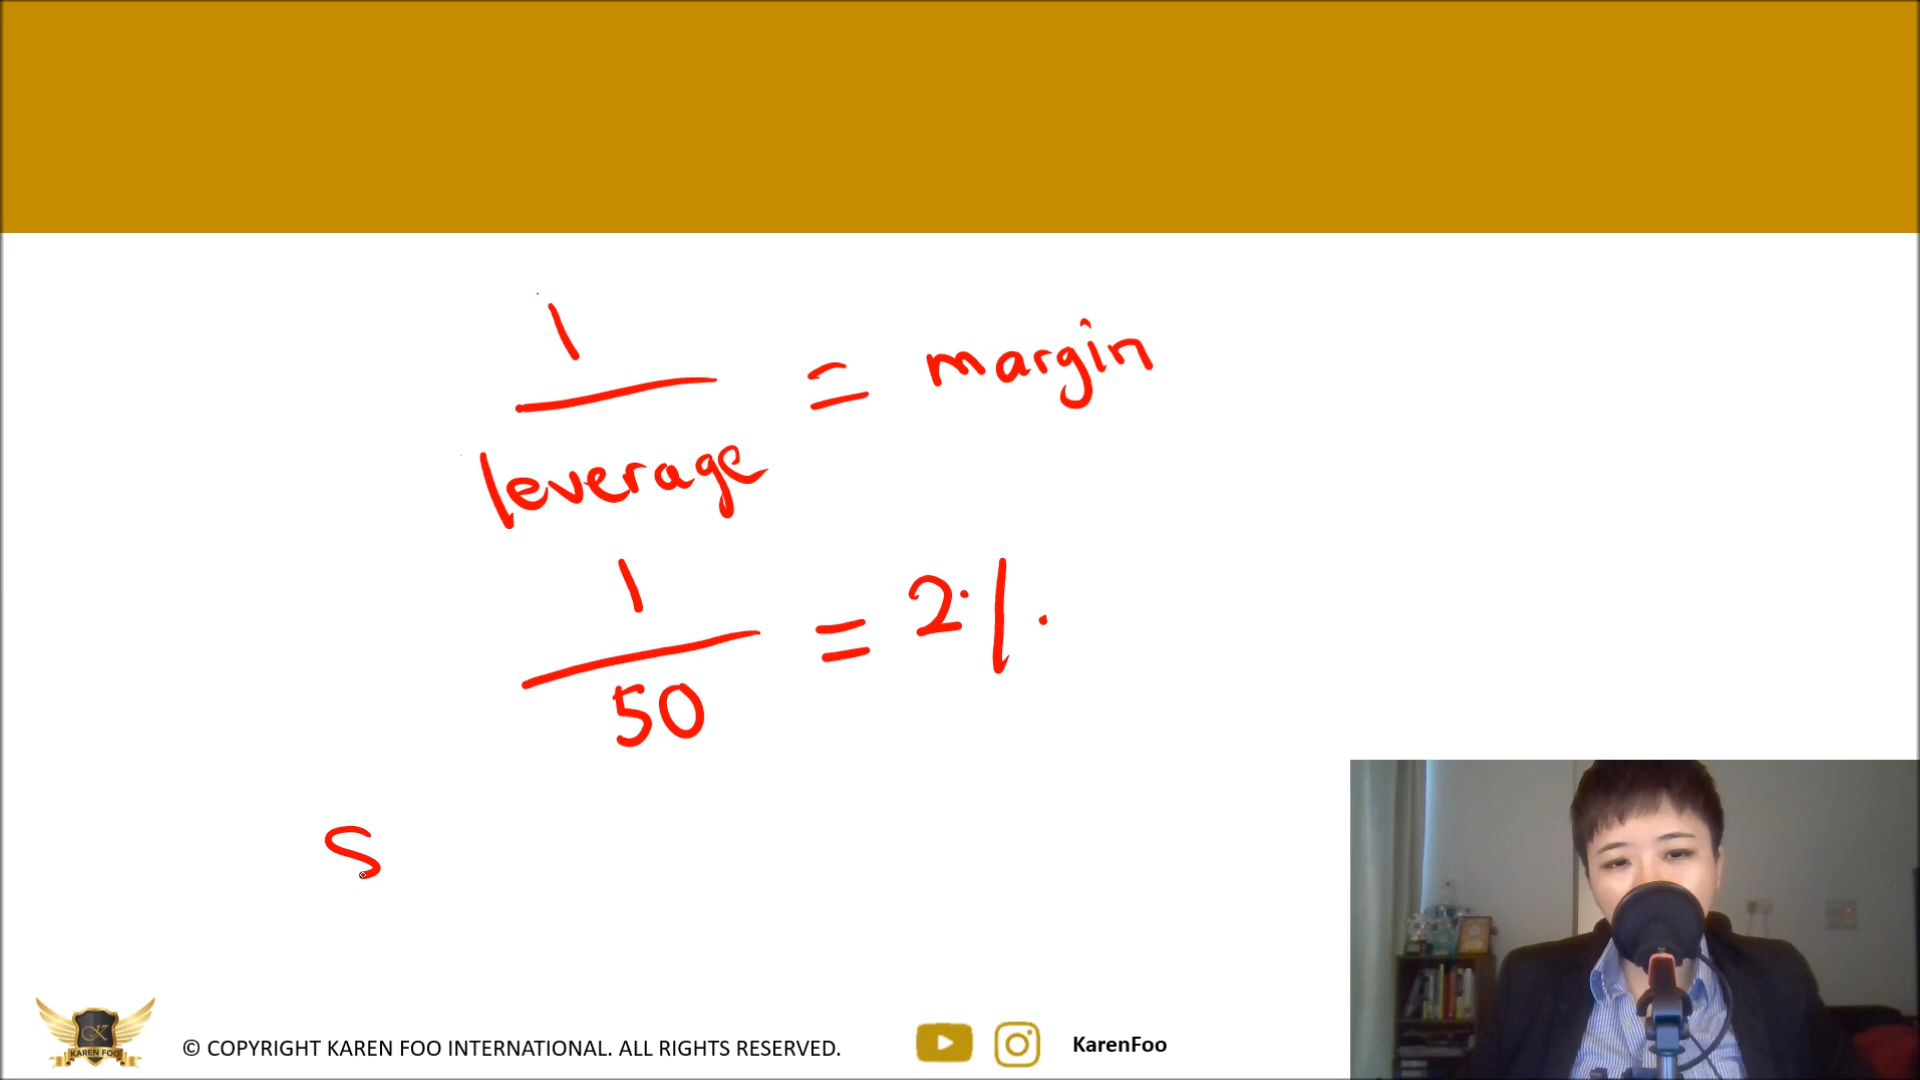 1
leverage = margin
1
50 = 2%
S
K
KAREN FOO
© COPYRIGHT KAREN FOO INTERNATIONAL. ALL RIGHTS RESERVED.
KarenFoo